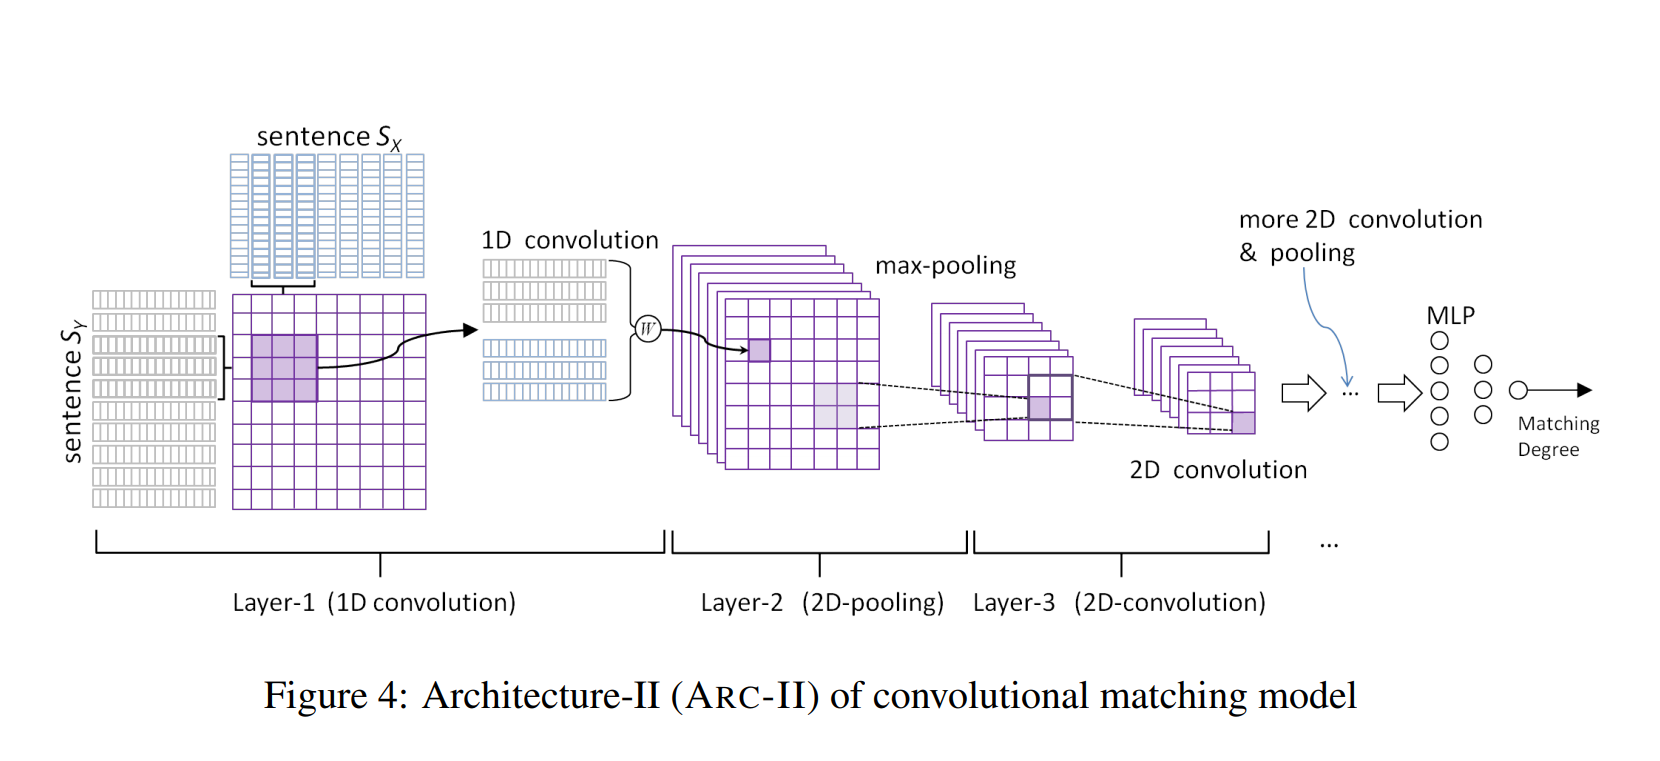 sentence S_X
sentence S_Y
1D convolution
W
max-pooling
2D convolution
more 2D convolution
& pooling
...
MLP
Matching
Degree
...
Layer-1 (1D convolution)
Layer-2 (2D-pooling)
Layer-3 (2D-convolution)
Figure 4: Architecture-II (ARC-II) of convolutional matching model